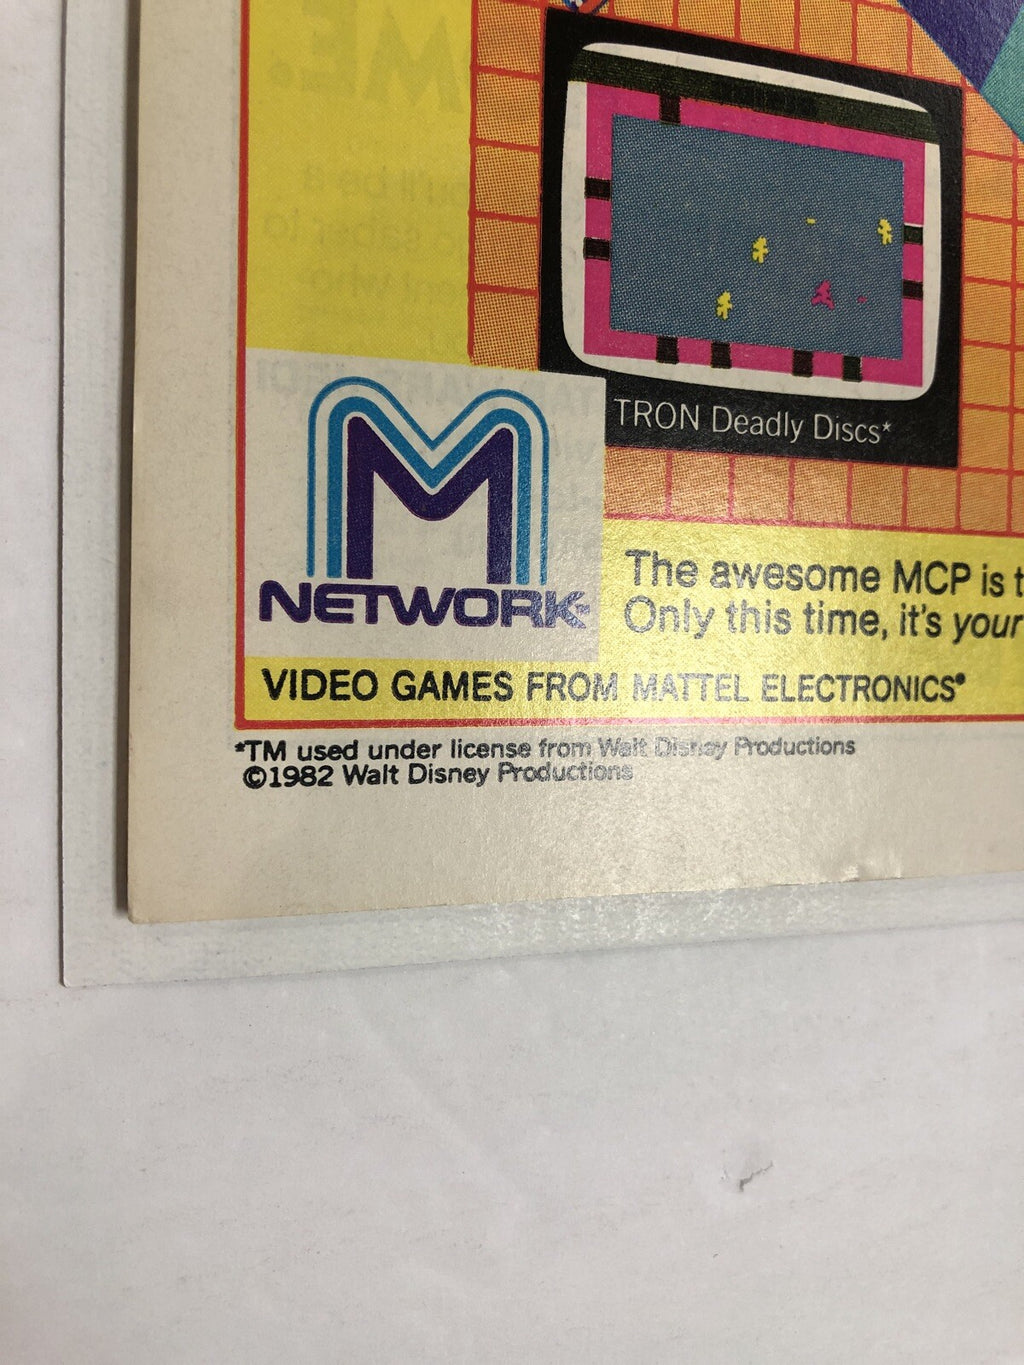 TRON Deadly Discs*
M
NETWORK
The awesome MCP is
Only this time, it's your
VIDEO GAMES FROM MATTEL ELECTRONICS®
*TM used under license from Walt Disney Productions
©1982 Walt Disney Productions